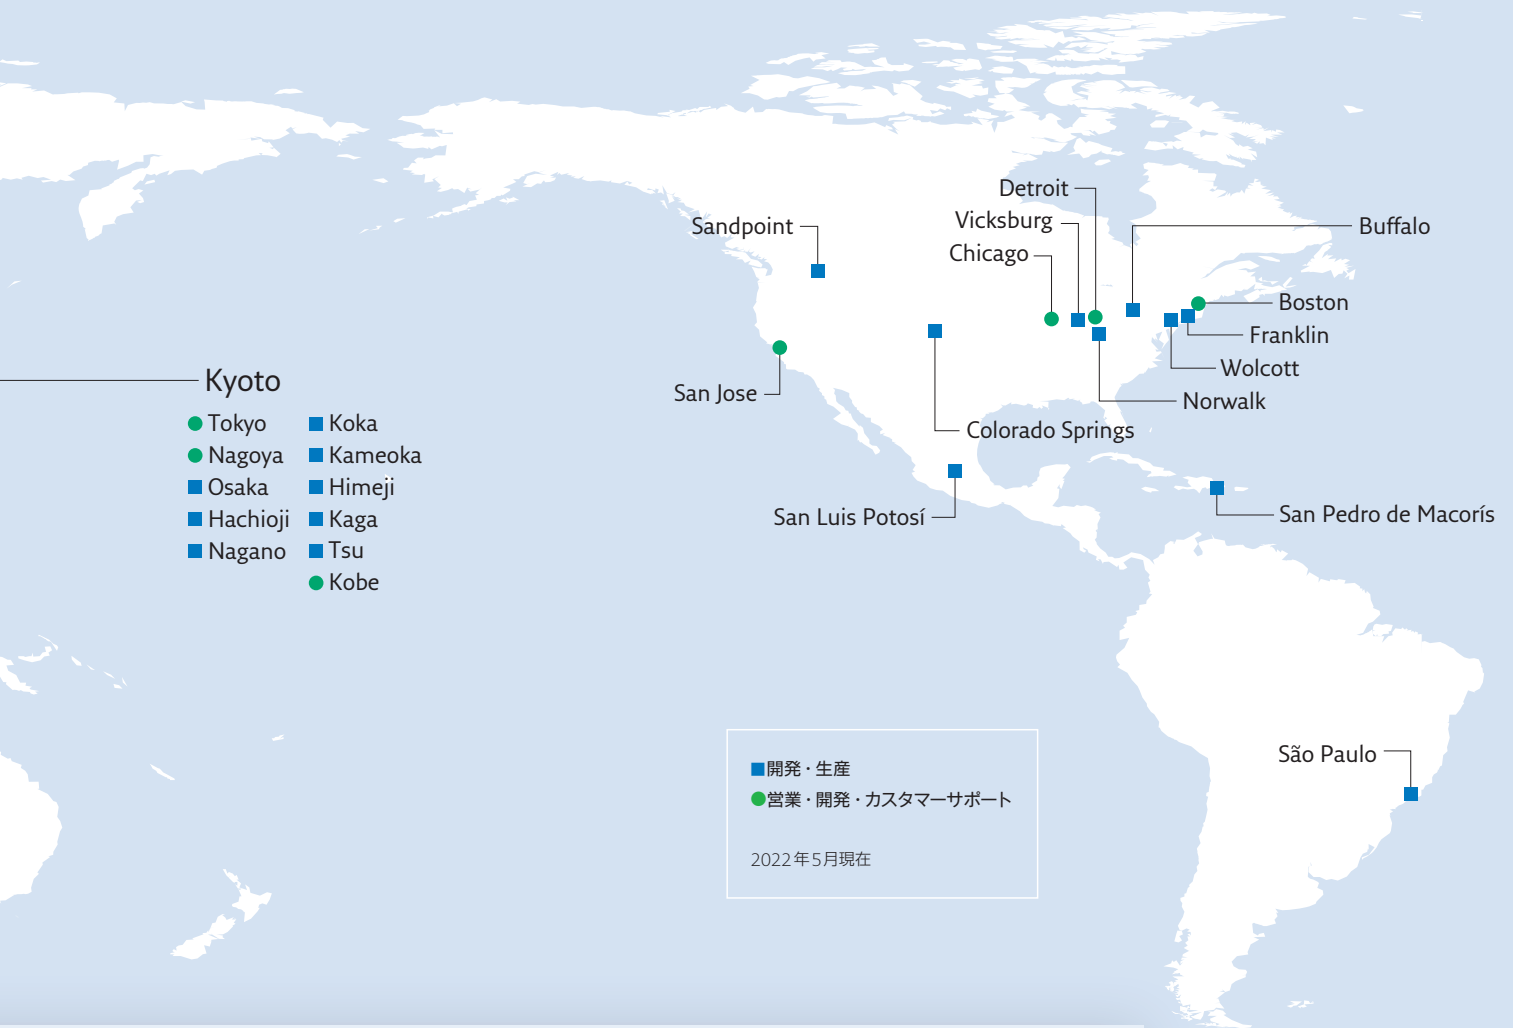 Detroit
Vicksburg
Sandpoint
Buffalo
Chicago
Boston
Franklin
Wolcott
Norwalk
San Jose
Colorado Springs
San Luis Potosí
San Pedro de Macorís
São Paulo
Kyoto
Tokyo
Nagoya
Osaka
Hachioji
Nagano
Koka
Kameoka
Himeji
Kaga
Tsu
Kobe
開発・生産
営業・開発・カスタマーサポート
2022年5月現在